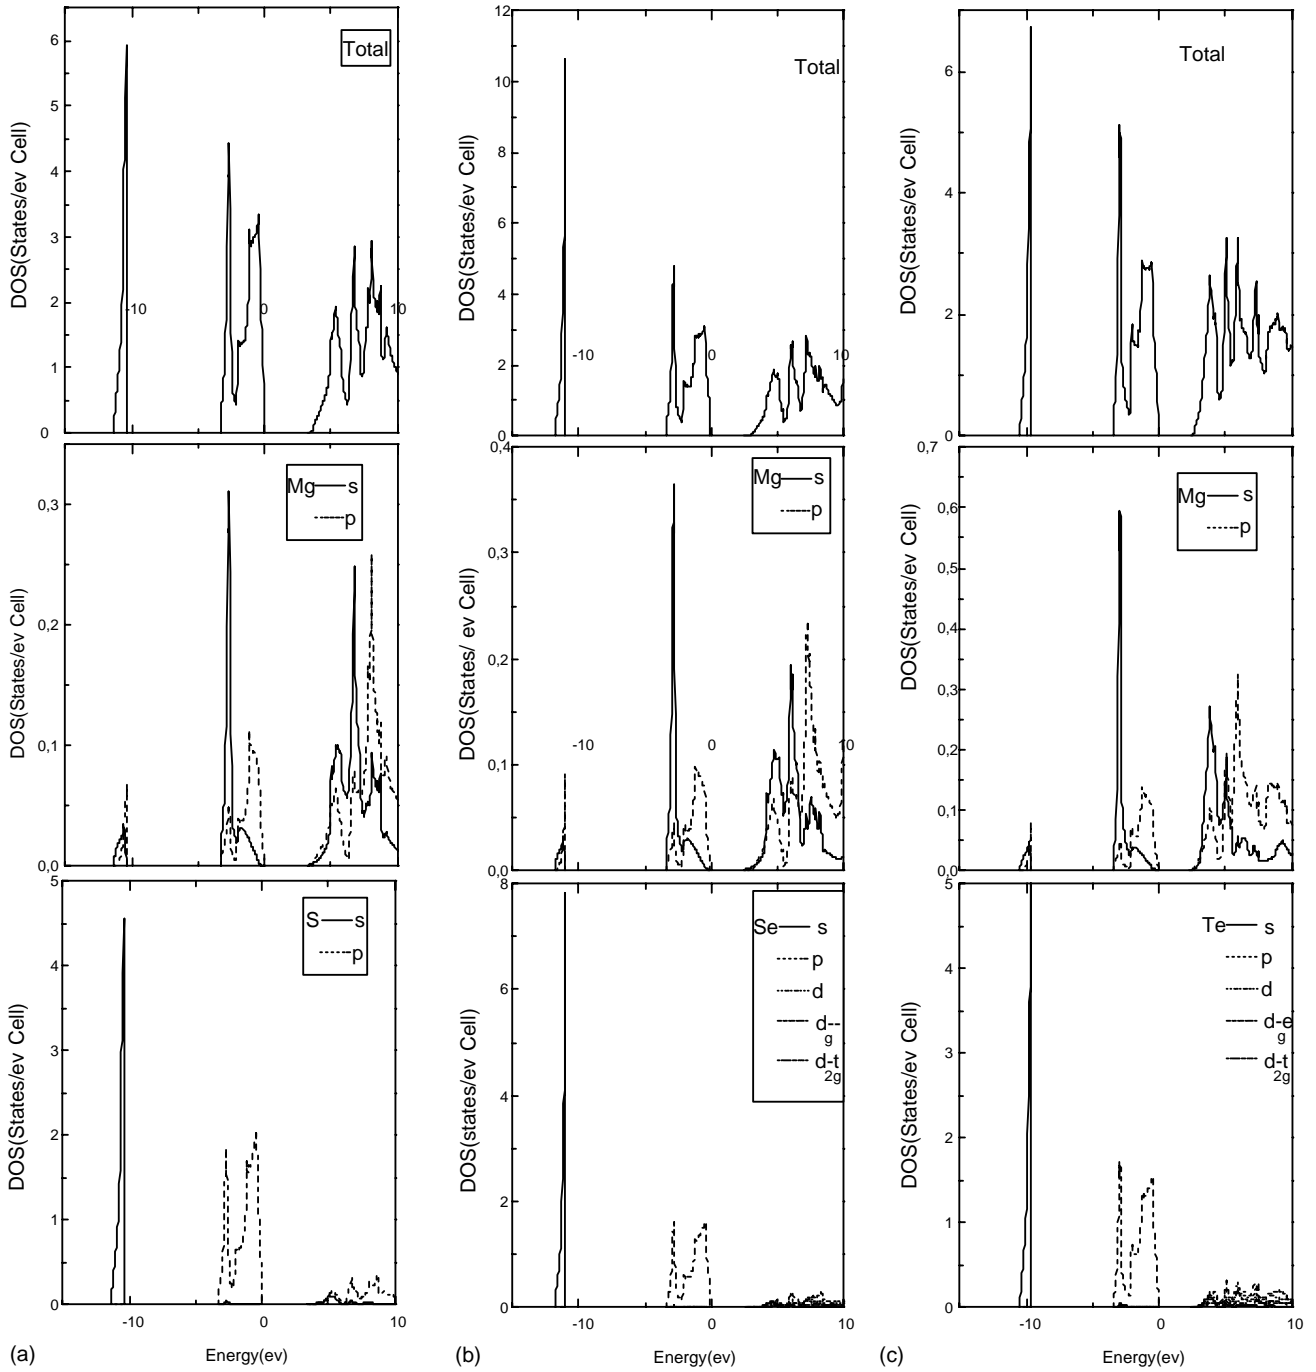 6
5
4
3
2
1
0
DOS(States/ev Cell)
Total
-10
0
10
12
10
8
6
4
2
0
DOS(States/ev Cell)
Total
-10
0
10
6
4
2
0
DOS(States/ev Cell)
Total
0,3
0,2
0,1
0,0
DOS(States/ev Cell)
Mg s
p
0,4
0,3
0,2
0,1
0,0
DOS(States/ ev Cell)
Mg s
p
-10
0
10
0,7
0,6
0,5
0,4
0,3
0,2
0,1
0,0
DOS(States/ev Cell)
Mg s
p
5
4
3
2
1
0
DOS(States/ev Cell)
S s
p
-10
0
10
Energy(ev)
(a)
8
6
4
2
0
DOS(states/ev Cell)
Se s
p
d
d-- g
d-t 2g
-10
0
10
Energy(ev)
(b)
5
4
3
2
1
0
DOS(States/ev Cell)
Te s
p
d
d-e g
d-t 2g
-10
0
10
Energy(ev)
(c)